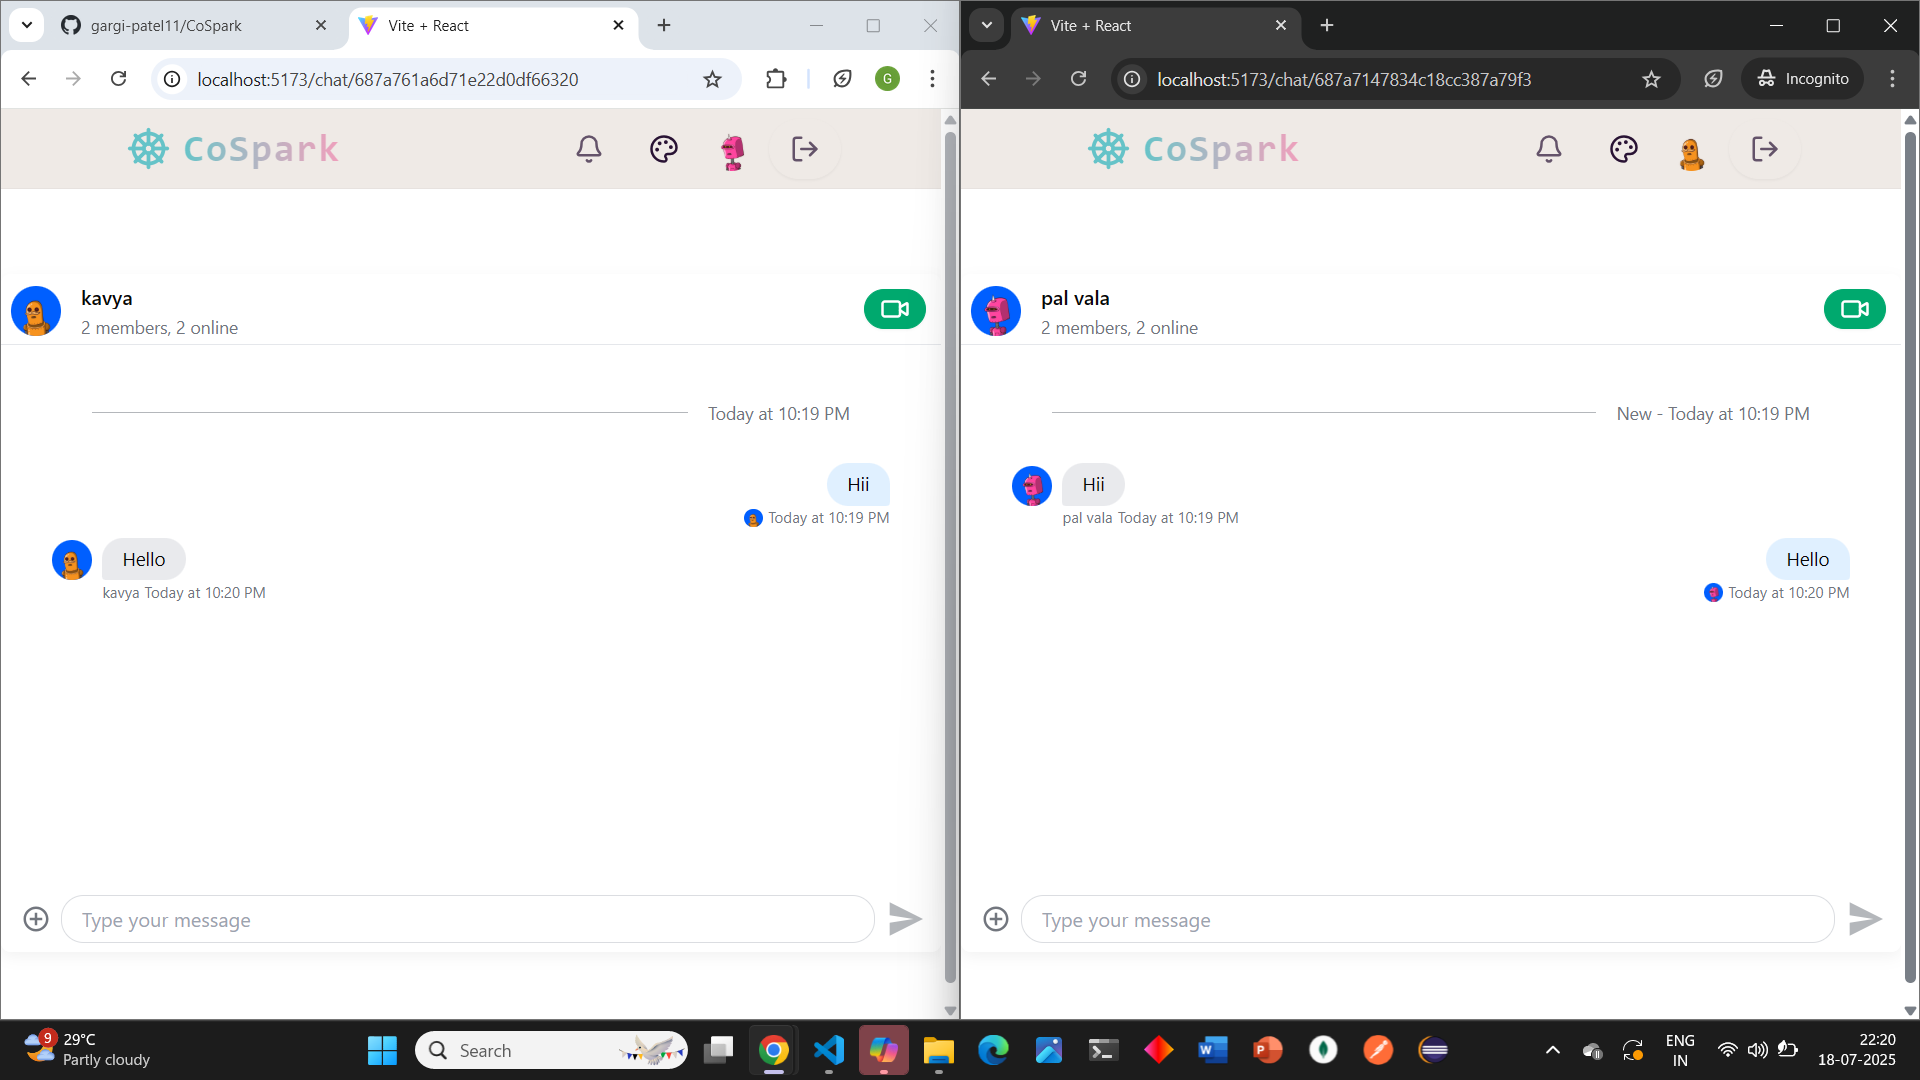 gargi-patel11/CoSpark
Vite + React
localhost:5173/chat/687a761a6d71e22d0df66320
G
CoSpark
kavya
2 members, 2 online
Today at 10:19 PM
Hii
Today at 10:19 PM
Hello
kavya Today at 10:20 PM
Type your message
Vite + React
localhost:5173/chat/687a7147834c18cc387a79f3
Incognito
CoSpark
pal vala
2 members, 2 online
New - Today at 10:19 PM
Hii
pal vala Today at 10:19 PM
Hello
Today at 10:20 PM
Type your message
9
29°C
Partly cloudy
Search
W
P
ENG
IN
22:20
18-07-2025